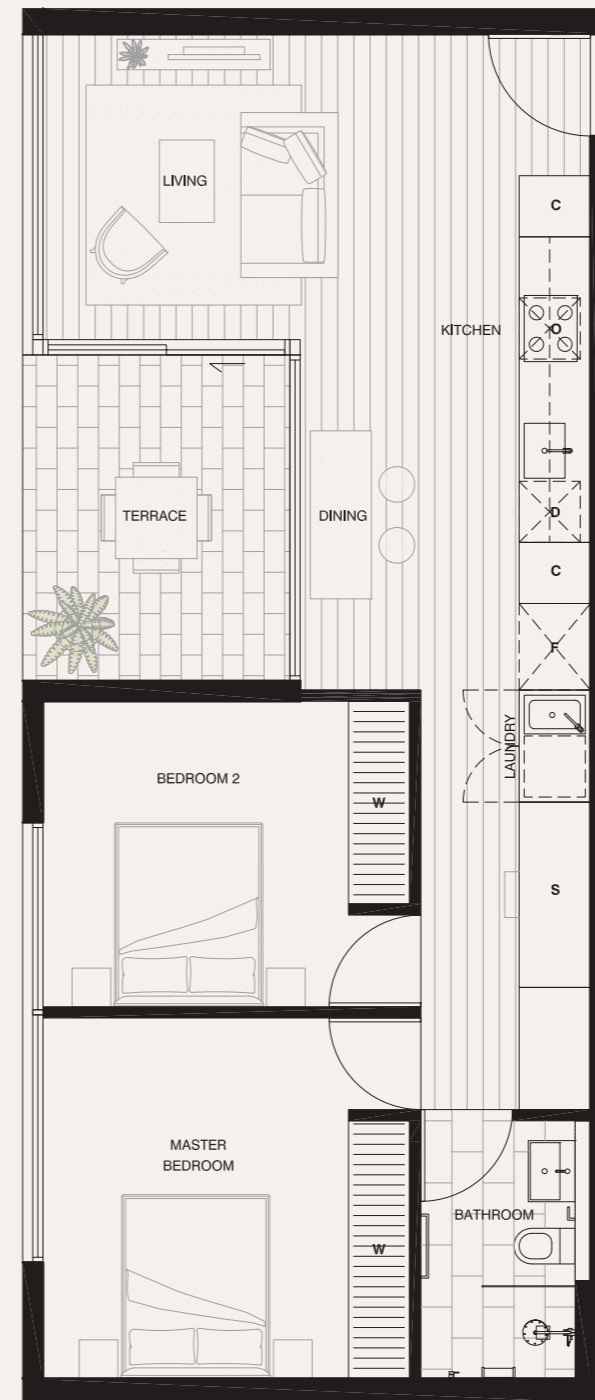 LIVING
C
KITCHEN
O
TERRACE
DINING
D
C
F
LAUNDRY
BEDROOM 2
W
S
MASTER
BEDROOM
BATHROOM
W